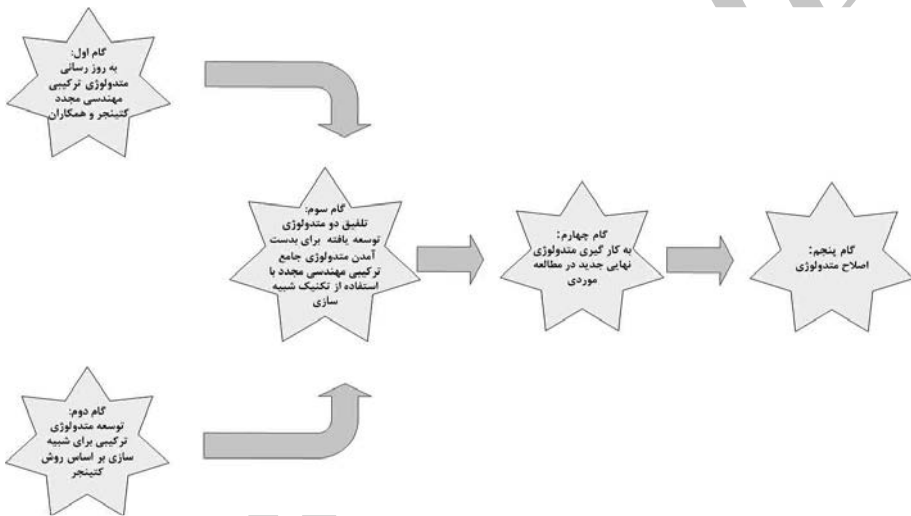 گام اول:
به روز رسانی
متدولوژی ترکیبی
مهندسی مجدد
کتینجر و همکاران
گام دوم:
توسعه متدولوژی
ترکیبی برای شبیه
سازی بر اساس روش
کتینجر
گام سوم:
تلفیق دو متدولوژی
توسعه یافته برای بدست
آمدن متدولوژی جامع
ترکیبی مهندسی مجدد با
استفاده از تکنیک شبیه
سازی
گام چهارم:
به کار گیری متدولوژی
نهایی جدید در مطالعه
موردی
گام پنجم:
اصلاح متدولوژی